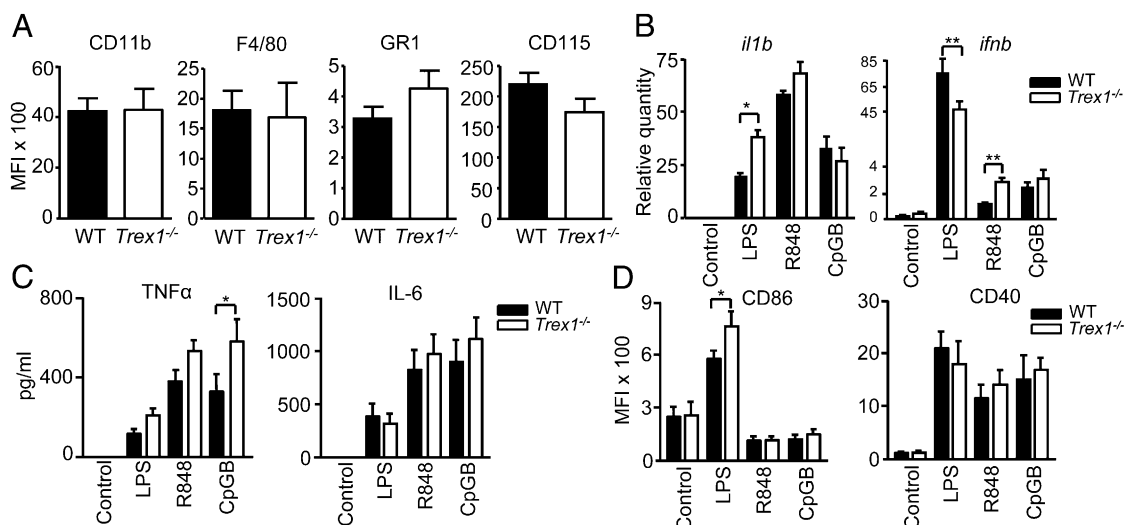 A
CD11b
F4/80
GR1
CD115
MFI x 100
60
40
20
0
25
20
15
10
5
0
5
4
3
2
1
0
250
200
150
100
50
0
WT Trex1-/-
WT Trex1-/-
WT Trex1-/-
WT Trex1-/-
B
il1b
ifnb
Relative quantity
75
50
25
0
85
65
45
4
2
0
*
**
**
WT
Trex1-/-
Control
LPS
R848
CpGB
Control
LPS
R848
CpGB
C
TNFα
IL-6
pg/ml
800
400
0
1500
1000
500
0
*
WT
Trex1-/-
Control
LPS
R848
CpGB
Control
LPS
R848
CpGB
D
CD86
CD40
MFI x 100
9
6
3
0
30
20
10
0
*
WT
Trex1-/-
Control
LPS
R848
CpGB
Control
LPS
R848
CpGB